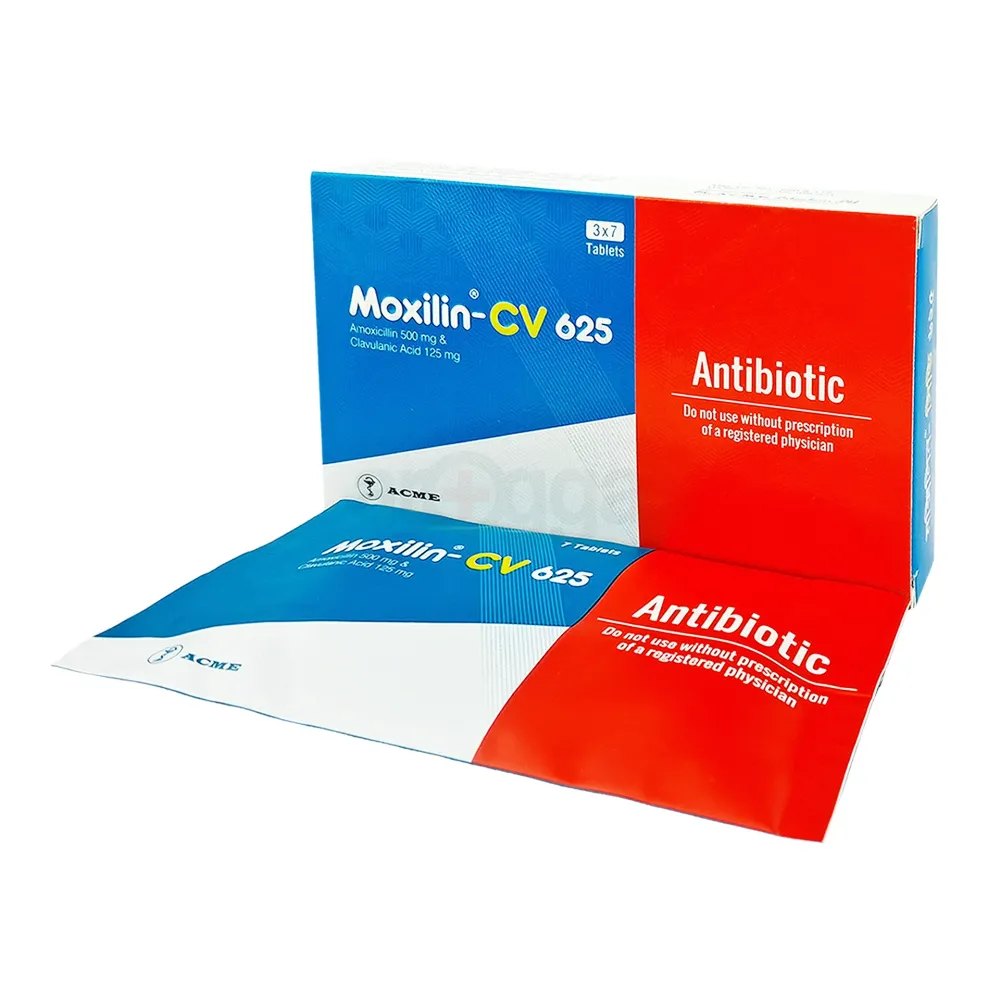 3x7
Tablets
Moxilin®-CV 625
Amoxicillin 500 mg &
Clavulanic Acid 125 mg
Antibiotic
Do not use without prescription
of a registered physician
ACME
7 Tablets
Moxilin®-CV 625
Amoxicillin 500 mg &
Clavulanic Acid 125 mg
Antibiotic
Do not use without prescription
of a registered physician
ACME